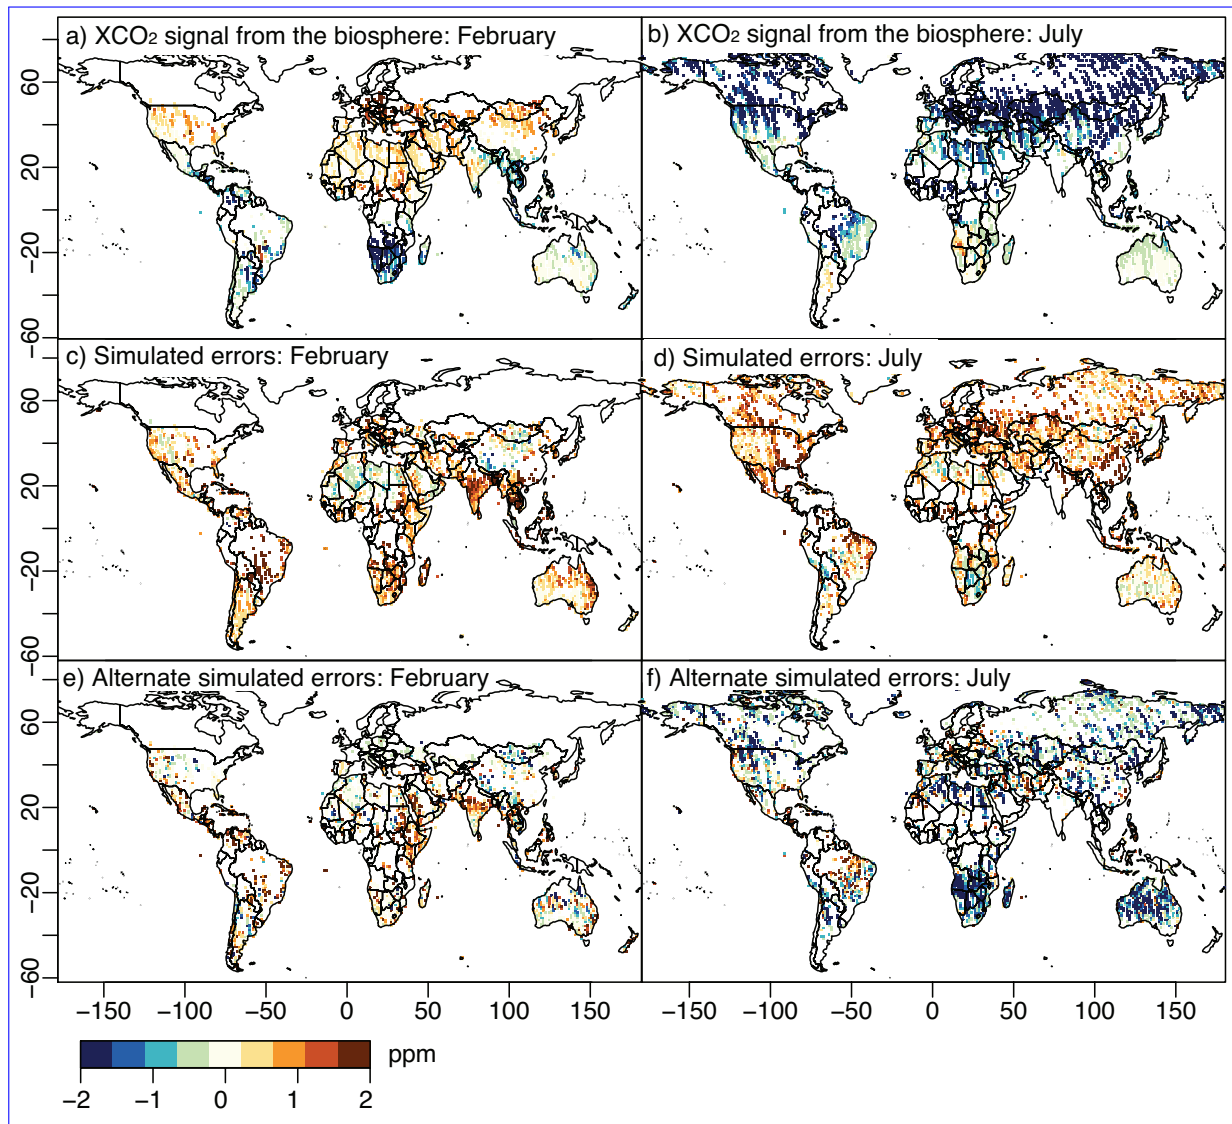 a) XCO2 signal from the biosphere: February
b) XCO2 signal from the biosphere: July
60
20
−20
−60
c) Simulated errors: February
d) Simulated errors: July
60
20
−20
−60
e) Alternate simulated errors: February
f) Alternate simulated errors: July
60
20
−20
−60
−150 −50 0 50 100 150 −150 −50 0 50 100 150
ppm
−2 −1 0 1 2